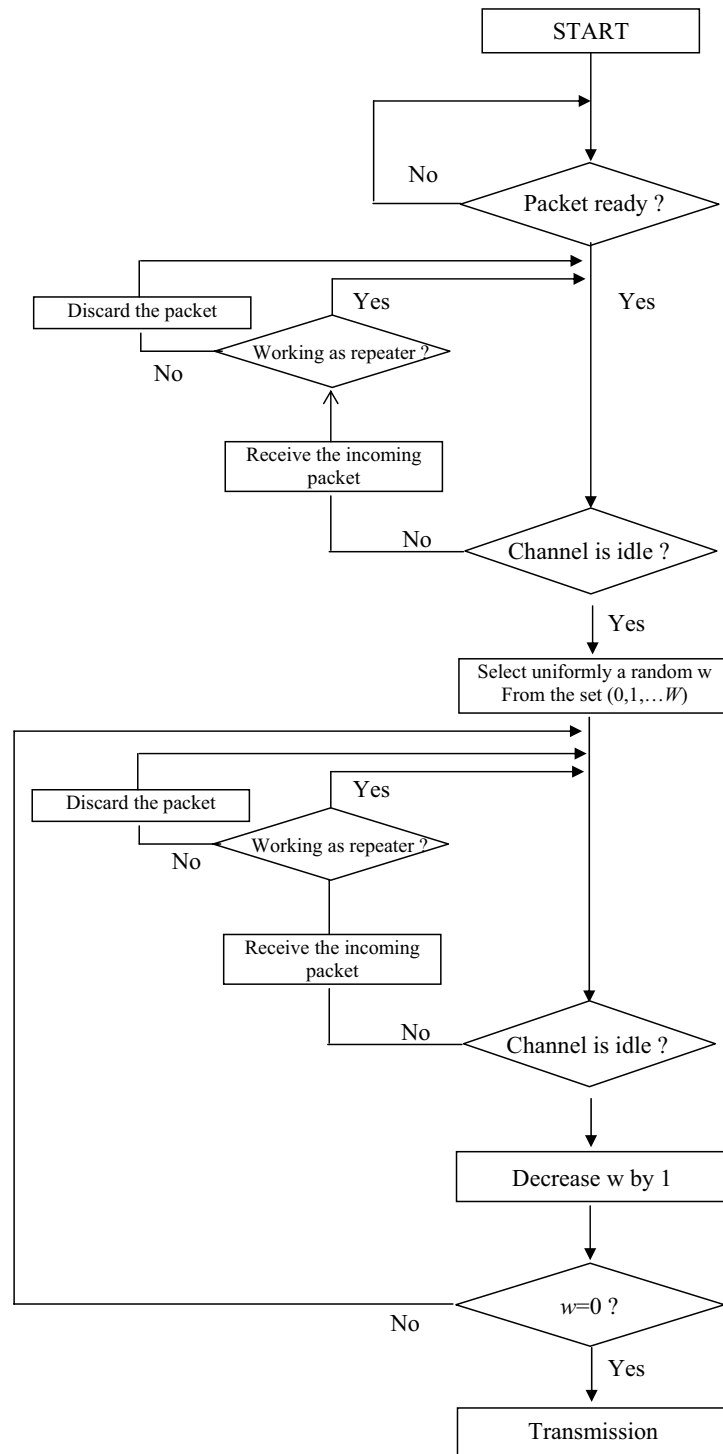 START
No
Packet ready ?
Yes
Discard the packet
Yes
No
Working as repeater ?
Receive the incoming
packet
No
Channel is idle ?
Yes
Select uniformly a random w
From the set (0,1,…W)
Yes
Discard the packet
No
Working as repeater ?
Receive the incoming
packet
No
Channel is idle ?
Decrease w by 1
w=0 ?
No
Yes
Transmission